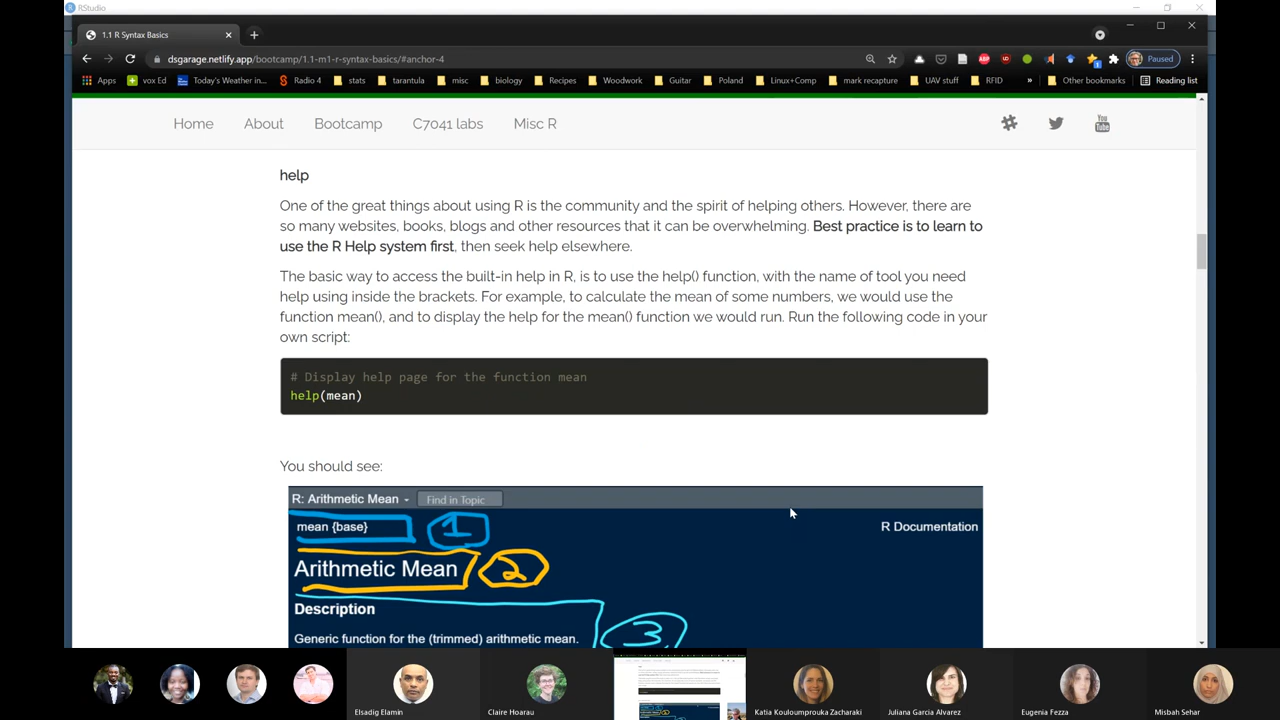 RStudio
1.1 R Syntax Basics
dsgarage.netlify.app/bootcamp/1.1-m1-r-syntax-basics/#anchor-4
Paused
Apps vox Ed Today's Weather in... Radio 4 stats tarantula misc biology Recipes Woodwork Guitar Poland Linux+Comp mark recapture UAV stuff RFID » Other bookmarks Reading list
Home About Bootcamp C7041 labs Misc R
help
One of the great things about using R is the community and the spirit of helping others. However, there are
so many websites, books, blogs and other resources that it can be overwhelming. Best practice is to learn to
use the R Help system first, then seek help elsewhere.
The basic way to access the built-in help in R, is to use the help() function, with the name of tool you need
help using inside the brackets. For example, to calculate the mean of some numbers, we would use the
function mean(), and to display the help for the mean() function we would run. Run the following code in your
own script:
# Display help page for the function mean
help(mean)
You should see:
R: Arithmetic Mean Find in Topic
mean {base} 1 R Documentation
Arithmetic Mean 2
Description
Generic function for the (trimmed) arithmetic mean. 3
Elsadig Elamin Claire Hoarau Katia Kouloumprouka Zacharaki Juliana Garcia Alvarez Eugenia Fezza Misbah Sehar